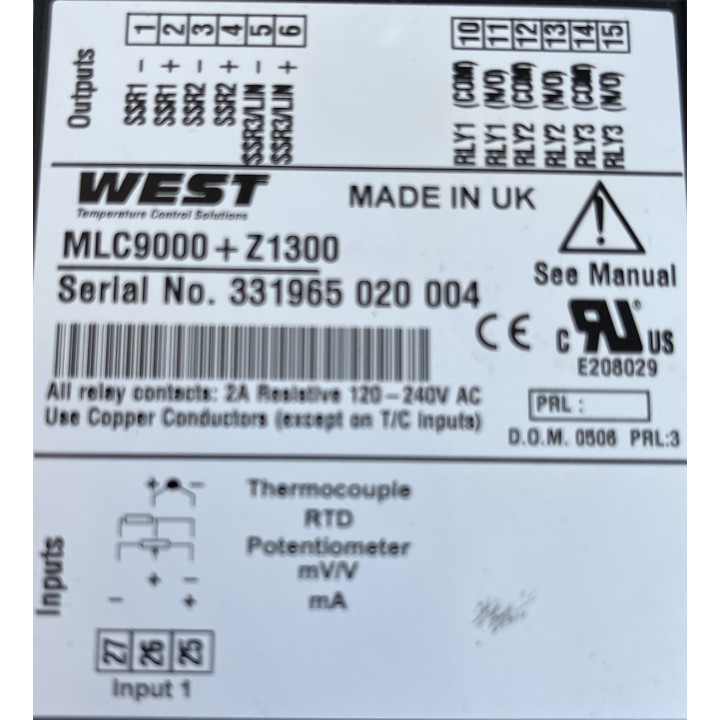 Outputs
1 2 3 4 5 6
SSR1 −
SSR1 +
SSR2 −
SSR2 +
SSR3/LIN −
SSR3/LIN +
10 11 12 13 14 15
RLY1 (COM)
RLY1 (N/O)
RLY2 (COM)
RLY2 (N/O)
RLY3 (COM)
RLY3 (N/O)
WEST
Temperature Control Solutions
MADE IN UK
MLC9000+Z1300
See Manual
Serial No. 331965 020 004
CE
c RU US
E208029
All relay contacts: 2A Resistive 120-240V AC
Use Copper Conductors (except on T/C Inputs)
PRL :
D.O.M. 0506 PRL:3
Inputs
+ − Thermocouple
RTD
+ Potentiometer
+ − mV/V
− + mA
27 26 25
Input 1